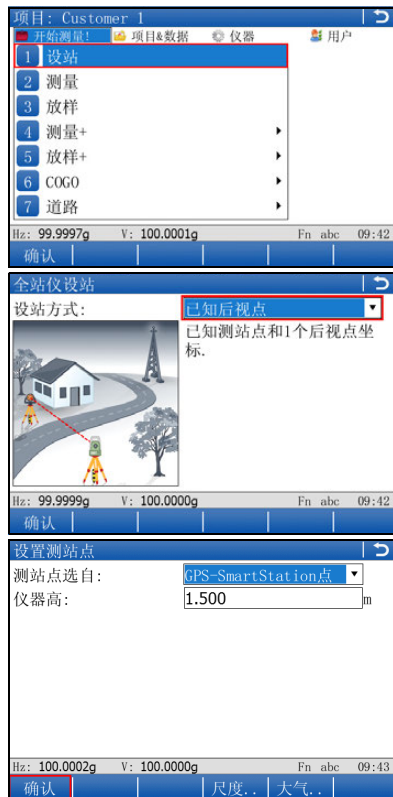 项目: Customer 1
开始测量! 项目&数据 仪器 用户
1 设站
2 测量
3 放样
4 测量+
5 放样+
6 COGO
7 道路
Hz: 99.9997g V: 100.0001g Fn abc 09:42
确认
全站仪设站
设站方式: 已知后视点
已知测站点和1个后视点坐
标.
Hz: 99.9999g V: 100.0000g Fn abc 09:42
确认
设置测站点
测站点选自: GPS-SmartStation点
仪器高: 1.500 m
Hz: 100.0002g V: 100.0000g Fn abc 09:43
确认 尺度.. 大气..